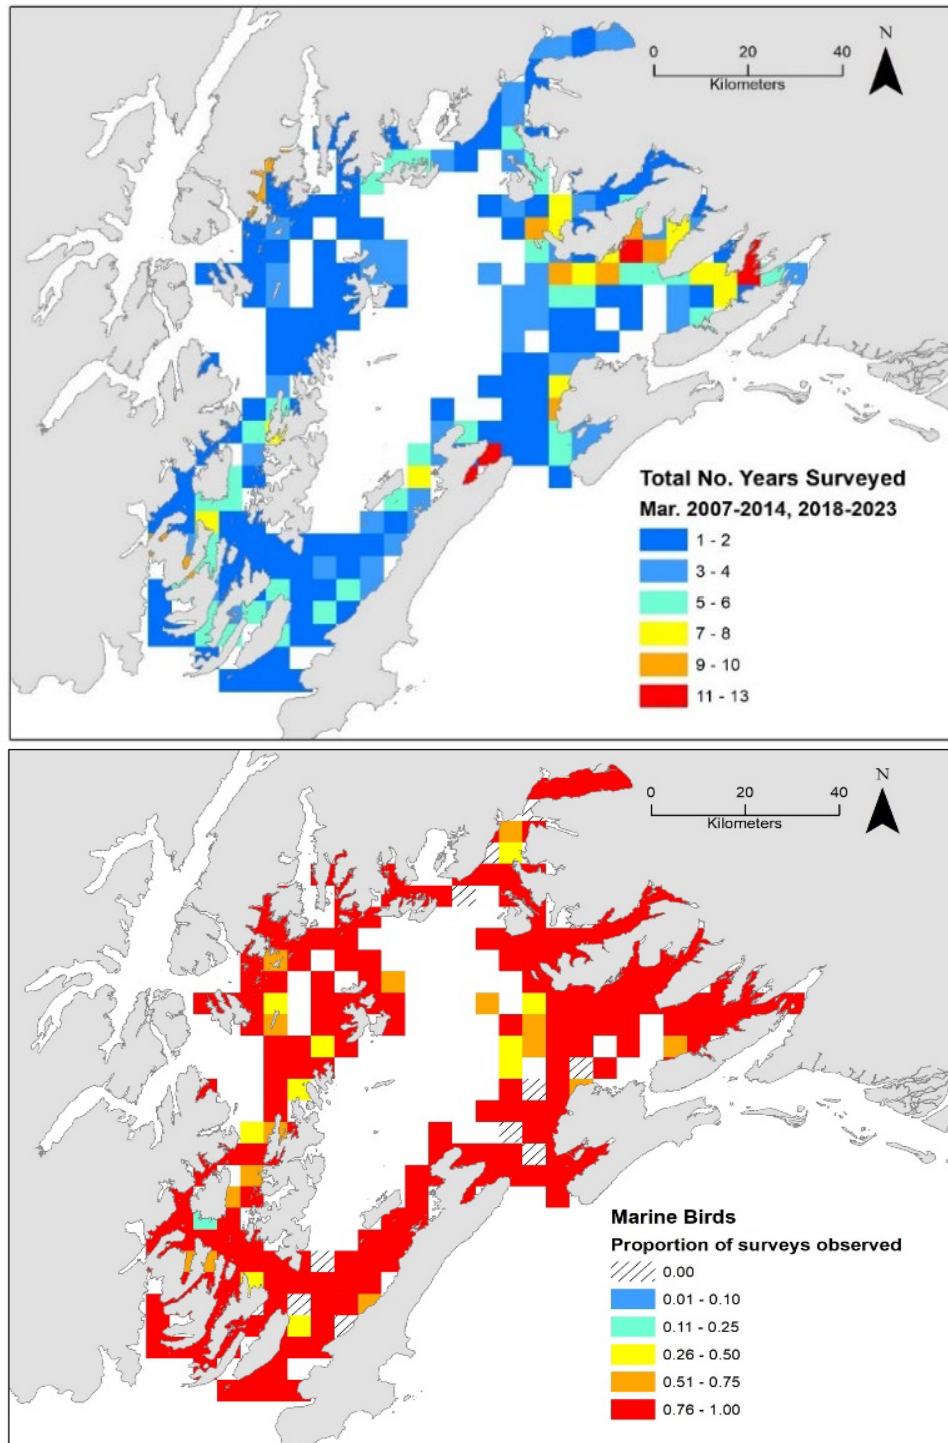 N
0 20 40
Kilometers
Total No. Years Surveyed
Mar. 2007-2014, 2018-2023
1 - 2
3 - 4
5 - 6
7 - 8
9 - 10
11 - 13
N
0 20 40
Kilometers
Marine Birds
Proportion of surveys observed
0.00
0.01 - 0.10
0.11 - 0.25
0.26 - 0.50
0.51 - 0.75
0.76 - 1.00